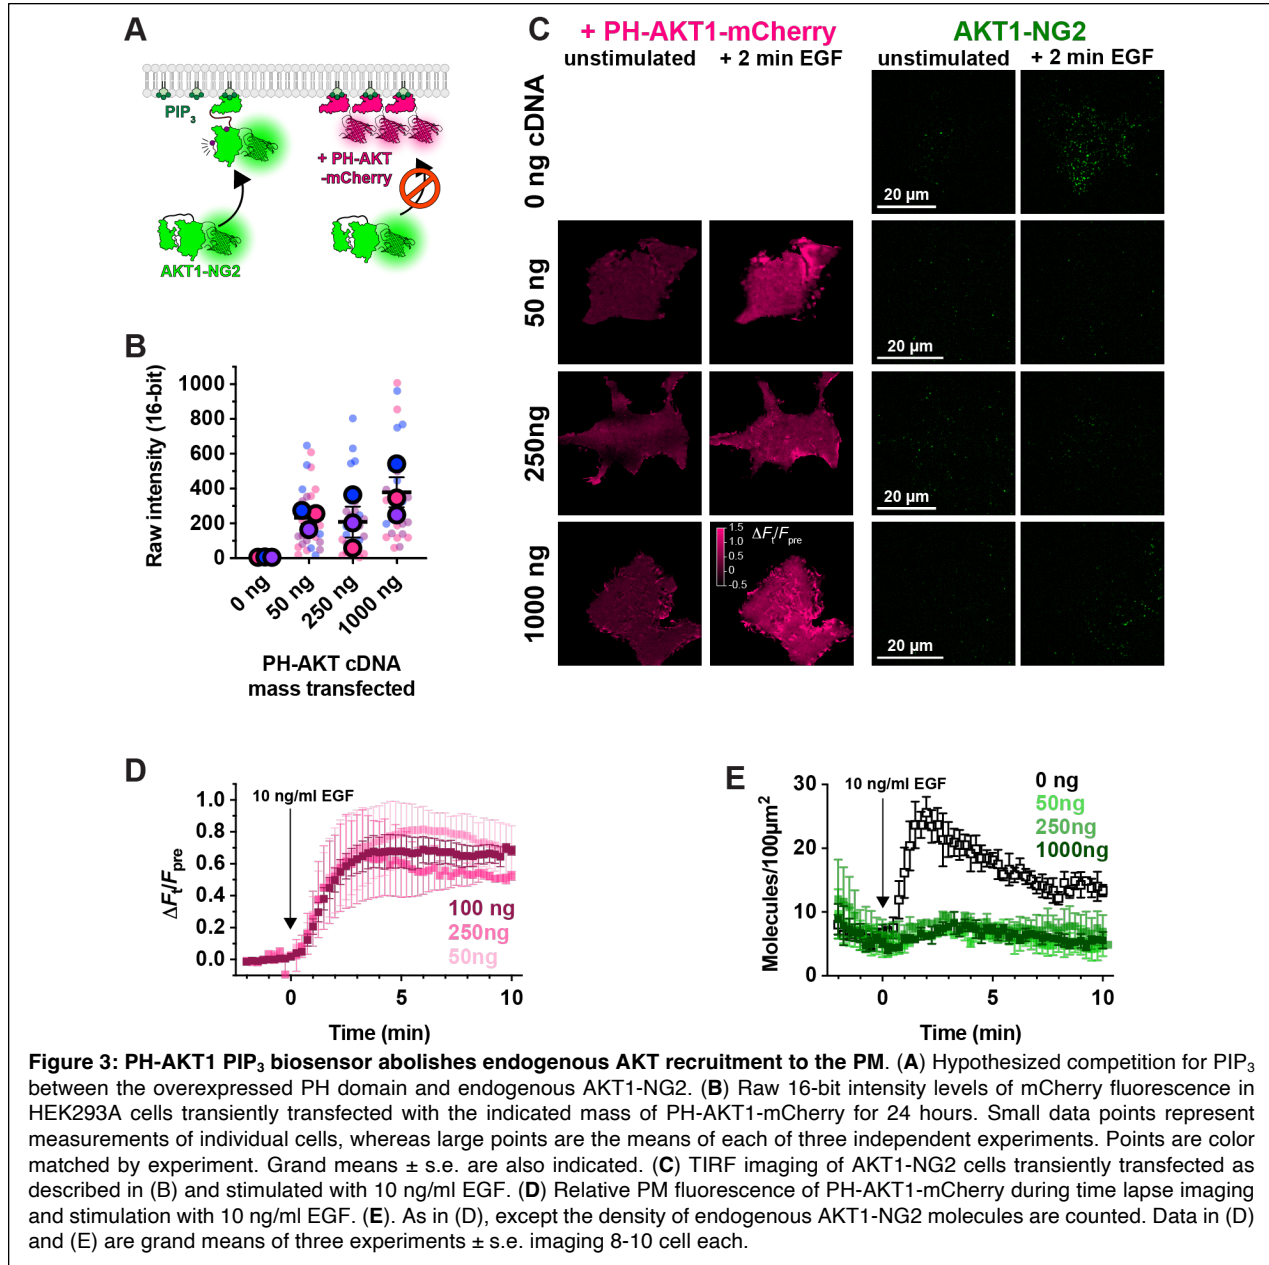 A
PIP3
+ PH-AKT
-mCherry
AKT1-NG2
B
Raw intensity (16-bit)
1000
800
600
400
200
0
0 ng
50 ng
250 ng
1000 ng
PH-AKT cDNA
mass transfected
C
+ PH-AKT1-mCherry
AKT1-NG2
unstimulated
+ 2 min EGF
unstimulated
+ 2 min EGF
0 ng cDNA
20 µm
50 ng
20 µm
250ng
20 µm
1000 ng
1.5
1.0
0.5
0
-0.5
ΔFt/Fpre
20 µm
D
10 ng/ml EGF
ΔFt/Fpre
1.0
0.8
0.6
0.4
0.2
0.0
100 ng
250ng
50ng
0
5
10
Time (min)
E
10 ng/ml EGF
Molecules/100µm2
30
20
10
0
0 ng
50ng
250ng
1000ng
0
5
10
Time (min)
Figure 3: PH-AKT1 PIP3 biosensor abolishes endogenous AKT recruitment to the PM. (A) Hypothesized competition for PIP3
between the overexpressed PH domain and endogenous AKT1-NG2. (B) Raw 16-bit intensity levels of mCherry fluorescence in
HEK293A cells transiently transfected with the indicated mass of PH-AKT1-mCherry for 24 hours. Small data points represent
measurements of individual cells, whereas large points are the means of each of three independent experiments. Points are color
matched by experiment. Grand means ± s.e. are also indicated. (C) TIRF imaging of AKT1-NG2 cells transiently transfected as
described in (B) and stimulated with 10 ng/ml EGF. (D) Relative PM fluorescence of PH-AKT1-mCherry during time lapse imaging
and stimulation with 10 ng/ml EGF. (E). As in (D), except the density of endogenous AKT1-NG2 molecules are counted. Data in (D)
and (E) are grand means of three experiments ± s.e. imaging 8-10 cell each.